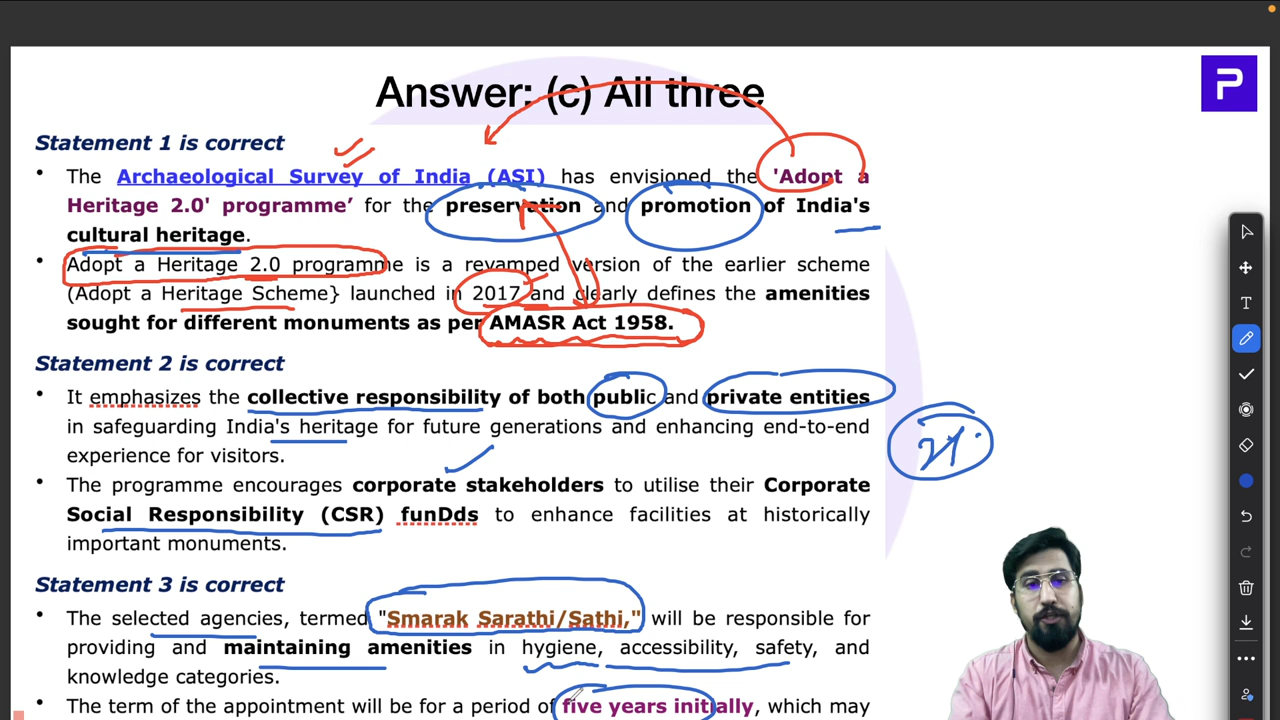 Answer: (c) All three
P
Statement 1 is correct
• The Archaeological Survey of India (ASI) has envisioned the 'Adopt a
Heritage 2.0' programme’ for the preservation and promotion of India's
cultural heritage.
• Adopt a Heritage 2.0 programme is a revamped version of the earlier scheme
(Adopt a Heritage Scheme} launched in 2017 and clearly defines the amenities
sought for different monuments as per AMASR Act 1958.
Statement 2 is correct
• It emphasizes the collective responsibility of both public and private entities
in safeguarding India's heritage for future generations and enhancing end-to-end
experience for visitors.
• The programme encourages corporate stakeholders to utilise their Corporate
Social Responsibility (CSR) funDds to enhance facilities at historically
important monuments.
Statement 3 is correct
• The selected agencies, termed "Smarak Sarathi/Sathi," will be responsible for
providing and maintaining amenities in hygiene, accessibility, safety, and
knowledge categories.
• The term of the appointment will be for a period of five years initially, which may